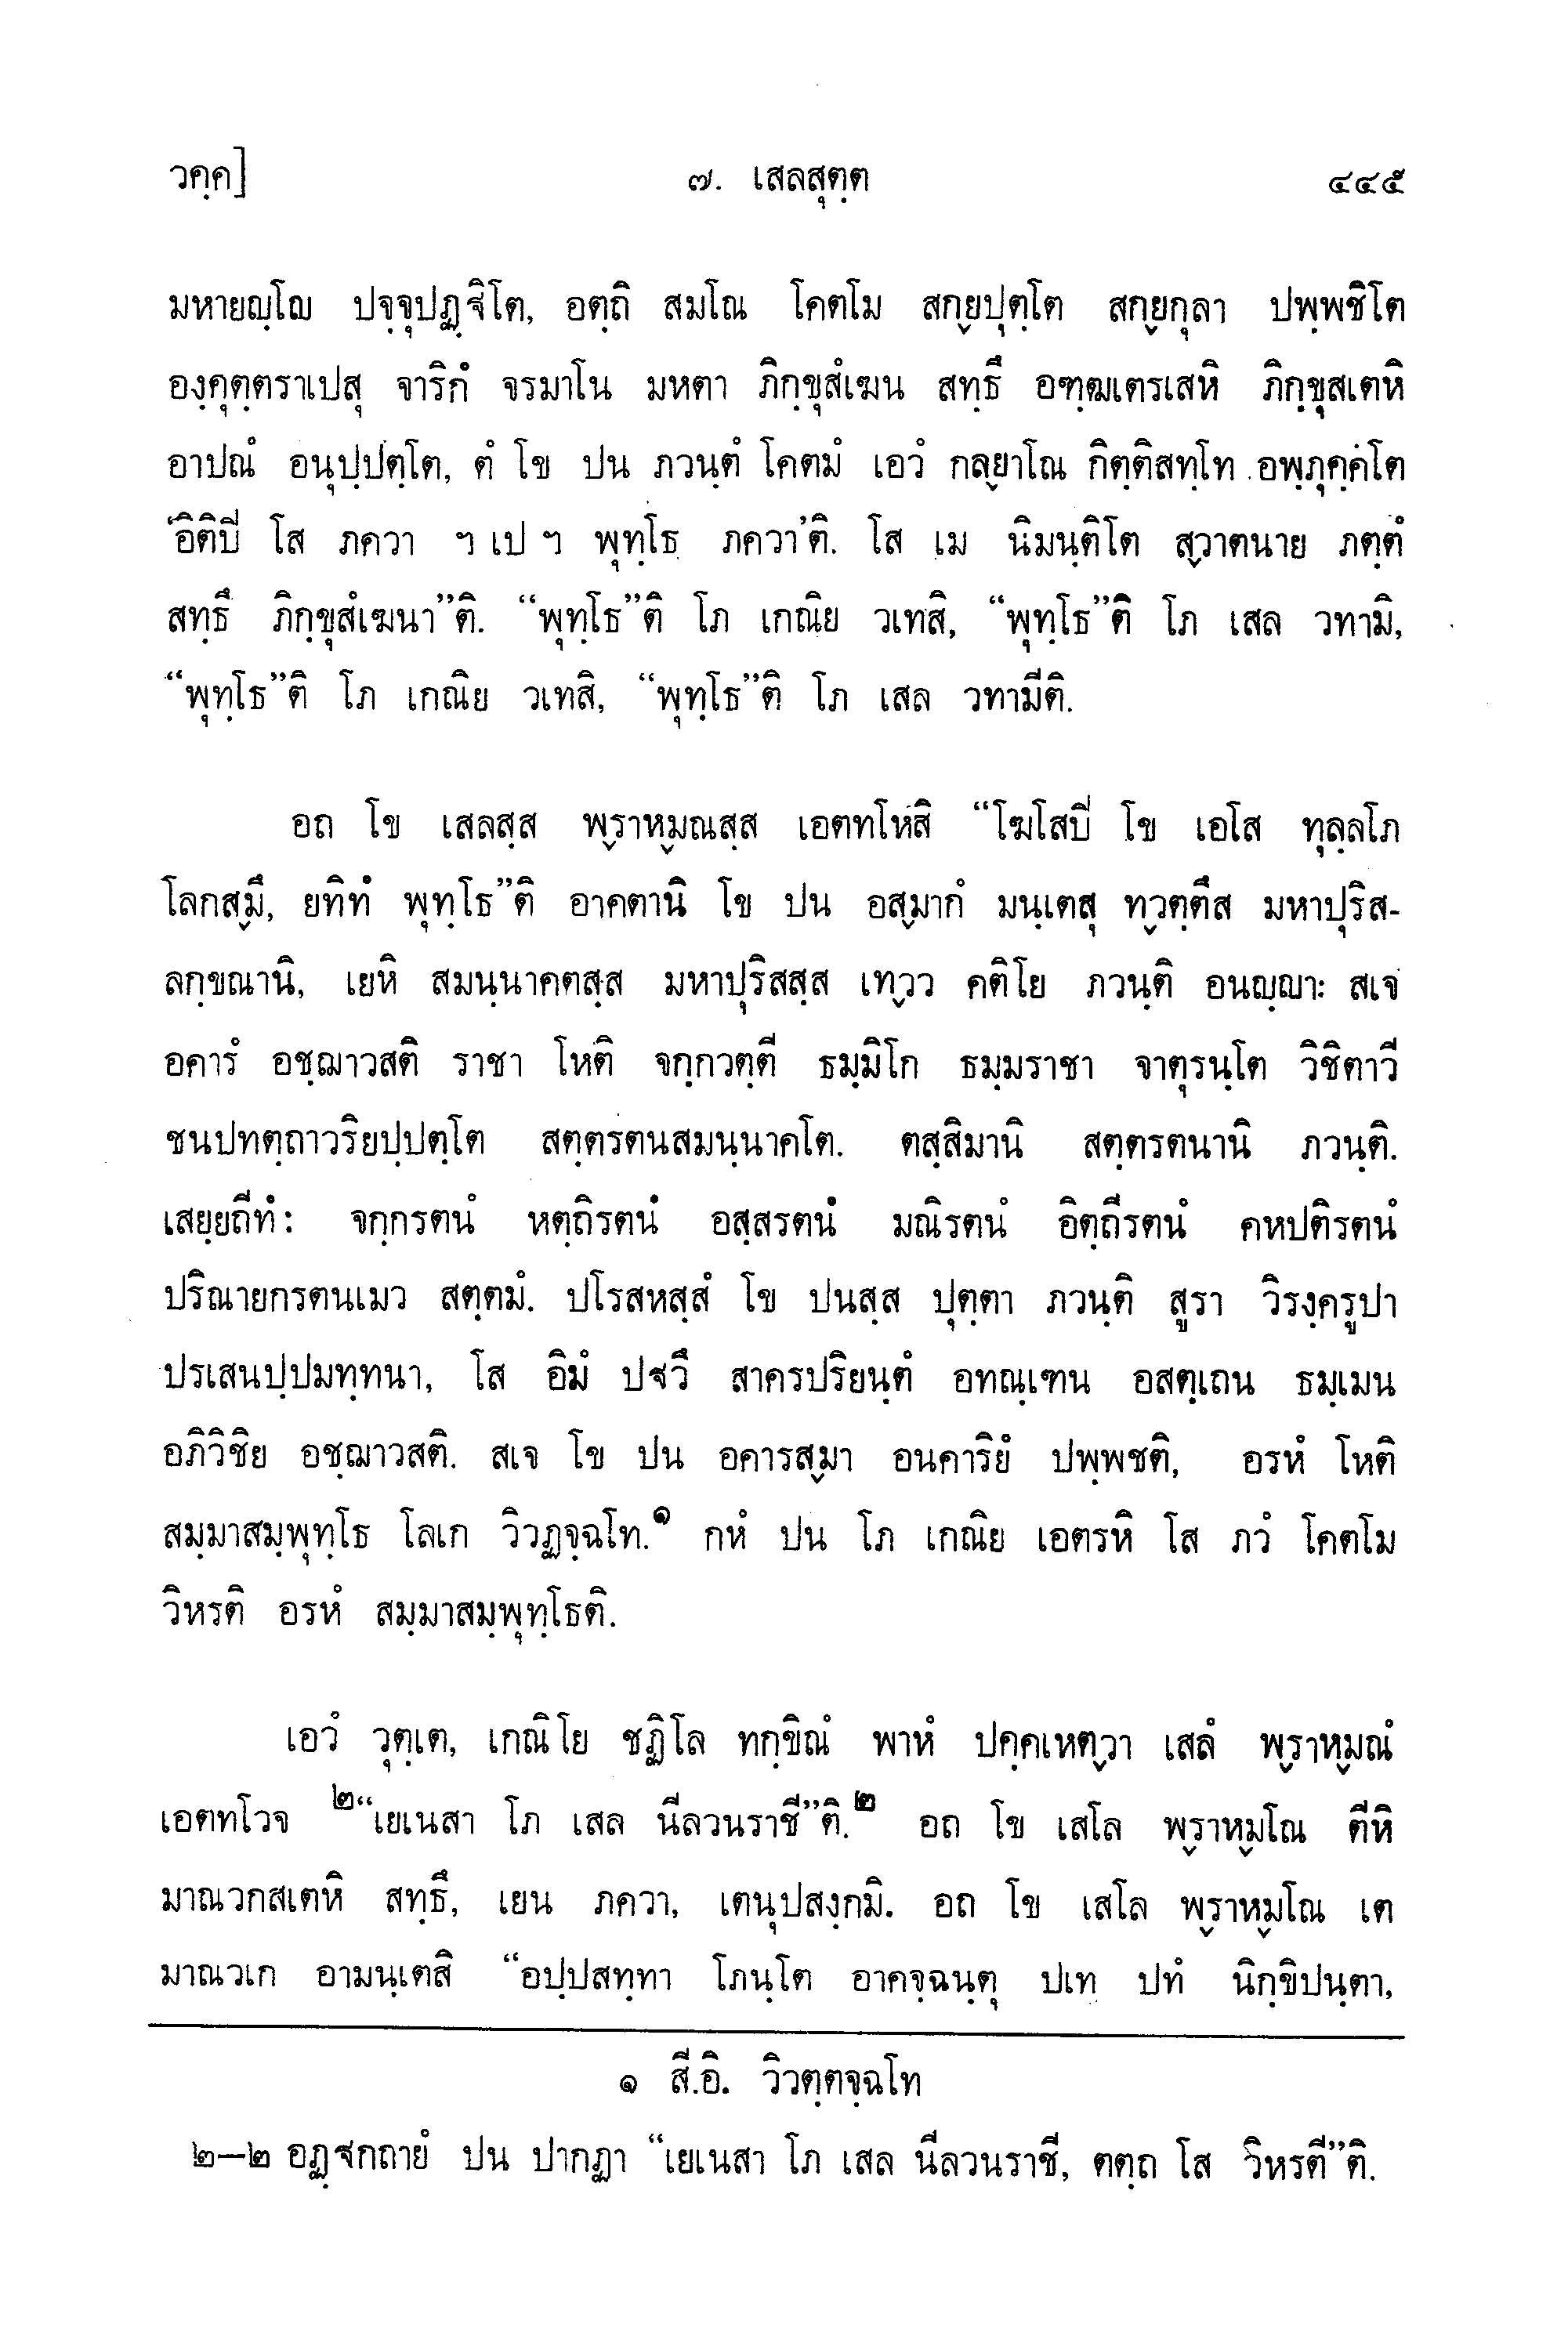 วคฺค] ๗. เสลสุตฺต ๔๔๕
มหายญฺโญ ปจฺจุปฏฺฐิโต, อตฺถิ สมโณ โคตโม สกฺยปุตฺโต สกฺยกุลา ปพฺพชิโต
องฺคุตฺตราเปสุ จาริกํ จรมาโน มหตา ภิกฺขุสํเฆน สทฺธึ อฑฺฒเตรเสหิ ภิกฺขุสเตหิ
อาปณํ อนุปฺปตฺโต, ตํ โข ปน ภวนฺตํ โคตมํ เอวํ กลฺยาโณ กิตฺติสทฺโท อพฺภุคฺคโต
‘อิติปิ โส ภควา ฯ เป ฯ พุทฺโธ ภควา’ติ. โส เม นิมนฺติโต สฺวาตนาย ภตฺตํ
สทฺธึ ภิกฺขุสํเฆนา”ติ. “พุทฺโธ”ติ โภ เกณิย วเทสิ, “พุทฺโธ”ติ โภ เสล วทามิ,
“พุทฺโธ”ติ โภ เกณิย วเทสิ, “พุทฺโธ”ติ โภ เสล วทามีติ.
อถ โข เสลสฺส พฺราหฺมณสฺส เอตทโหสิ “โฆโสปิ โข เอโส ทุลฺลโภ
โลกสฺมึ, ยทิทํ พุทฺโธ”ติ อาคตานิ โข ปน อสฺมากํ มนฺเตสุ ทฺวตฺตึส มหาปุริส-
ลกฺขณานิ, เยหิ สมนฺนาคตสฺส มหาปุริสสฺส เทฺวว คติโย ภวนฺติ อนญฺญา: สเจ
อคารํ อชฺฌาวสติ ราชา โหติ จกฺกวตฺตี ธมฺมิโก ธมฺมราชา จาตุรนฺโต วิชิตาวี
ชนปทตฺถาวริยปฺปตฺโต สตฺตรตนสมนฺนาคโต. ตสฺสิมานิ สตฺตรตนานิ ภวนฺติ.
เสยฺยถีทํ: จกฺกรตนํ หตฺถิรตนํ อสฺสรตนํ มณิรตนํ อิตฺถีรตนํ คหปติรตนํ
ปริณายกรตนเมว สตฺตมํ. ปโรสหสฺสํ โข ปนสฺส ปุตฺตา ภวนฺติ สูรา วิรงฺครูปา
ปรเสนปฺปมทฺทนา, โส อิมํ ปฐวึ สาครปริยนฺตํ อทณฺเฑน อสตฺเถน ธมฺเมน
อภิวิชิย อชฺฌาวสติ. สเจ โข ปน อคารสฺมา อนคาริยํ ปพฺพชติ, อรหํ โหติ
สมฺมาสมฺพุทฺโธ โลเก วิวฏจฺฉโท.๑ กหํ ปน โภ เกณิย เอตรหิ โส ภวํ โคตโม
วิหรติ อรหํ สมฺมาสมฺพุทฺโธติ.
เอวํ วุตฺเต, เกณิโย ชฏิโล ทกฺขิณํ พาหํ ปคฺคเหตฺวา เสลํ พฺราหฺมณํ
เอตทโวจ ๒“เยเนสา โภ เสล นีลวนราชี”ติ.๒ อถ โข เสโล พฺราหฺมโณ ตีหิ
มาณวกสเตหิ สทฺธึ, เยน ภควา, เตนุปสงฺกมิ. อถ โข เสโล พฺราหฺมโณ เต
มาณวเก อามนฺเตสิ “อปฺปสทฺทา โภนฺโต อาคจฺฉนฺตุ ปเท ปทํ นิกฺขิปนฺตา,
๑ สี.อิ. วิวตฺตจฺฉโท
๒–๒ อฏฺฐกถายํ ปน ปากฏา “เยเนสา โภ เสล นีลวนราชี, ตตฺถ โส วิหรตี”ติ.